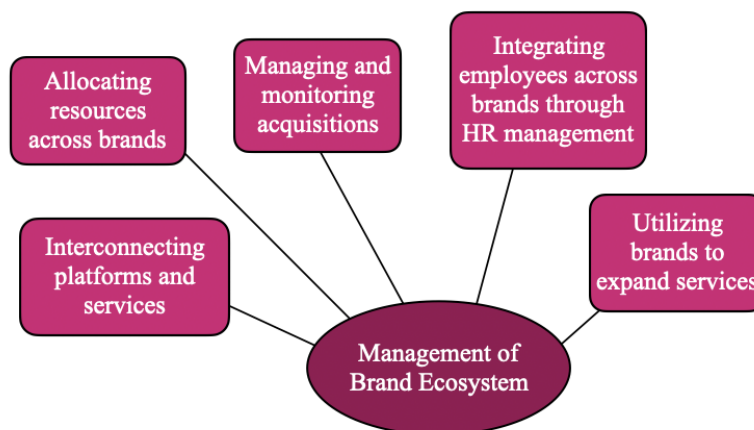 Allocating
resources
across brands
Managing and
monitoring
acquisitions
Integrating
employees across
brands through
HR management
Interconnecting
platforms and
services
Utilizing
brands to
expand services
Management of
Brand Ecosystem